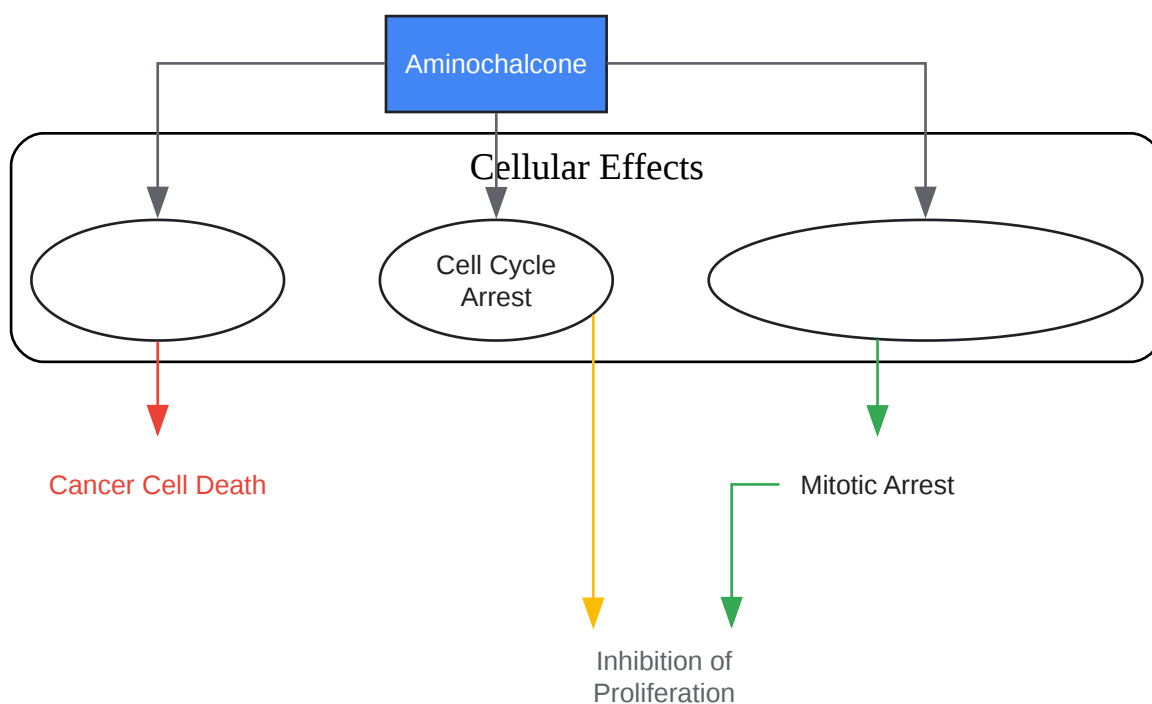 Aminochalcone
Cellular Effects
Cell Cycle
Arrest
Cancer Cell Death
Mitotic Arrest
Inhibition of
Proliferation